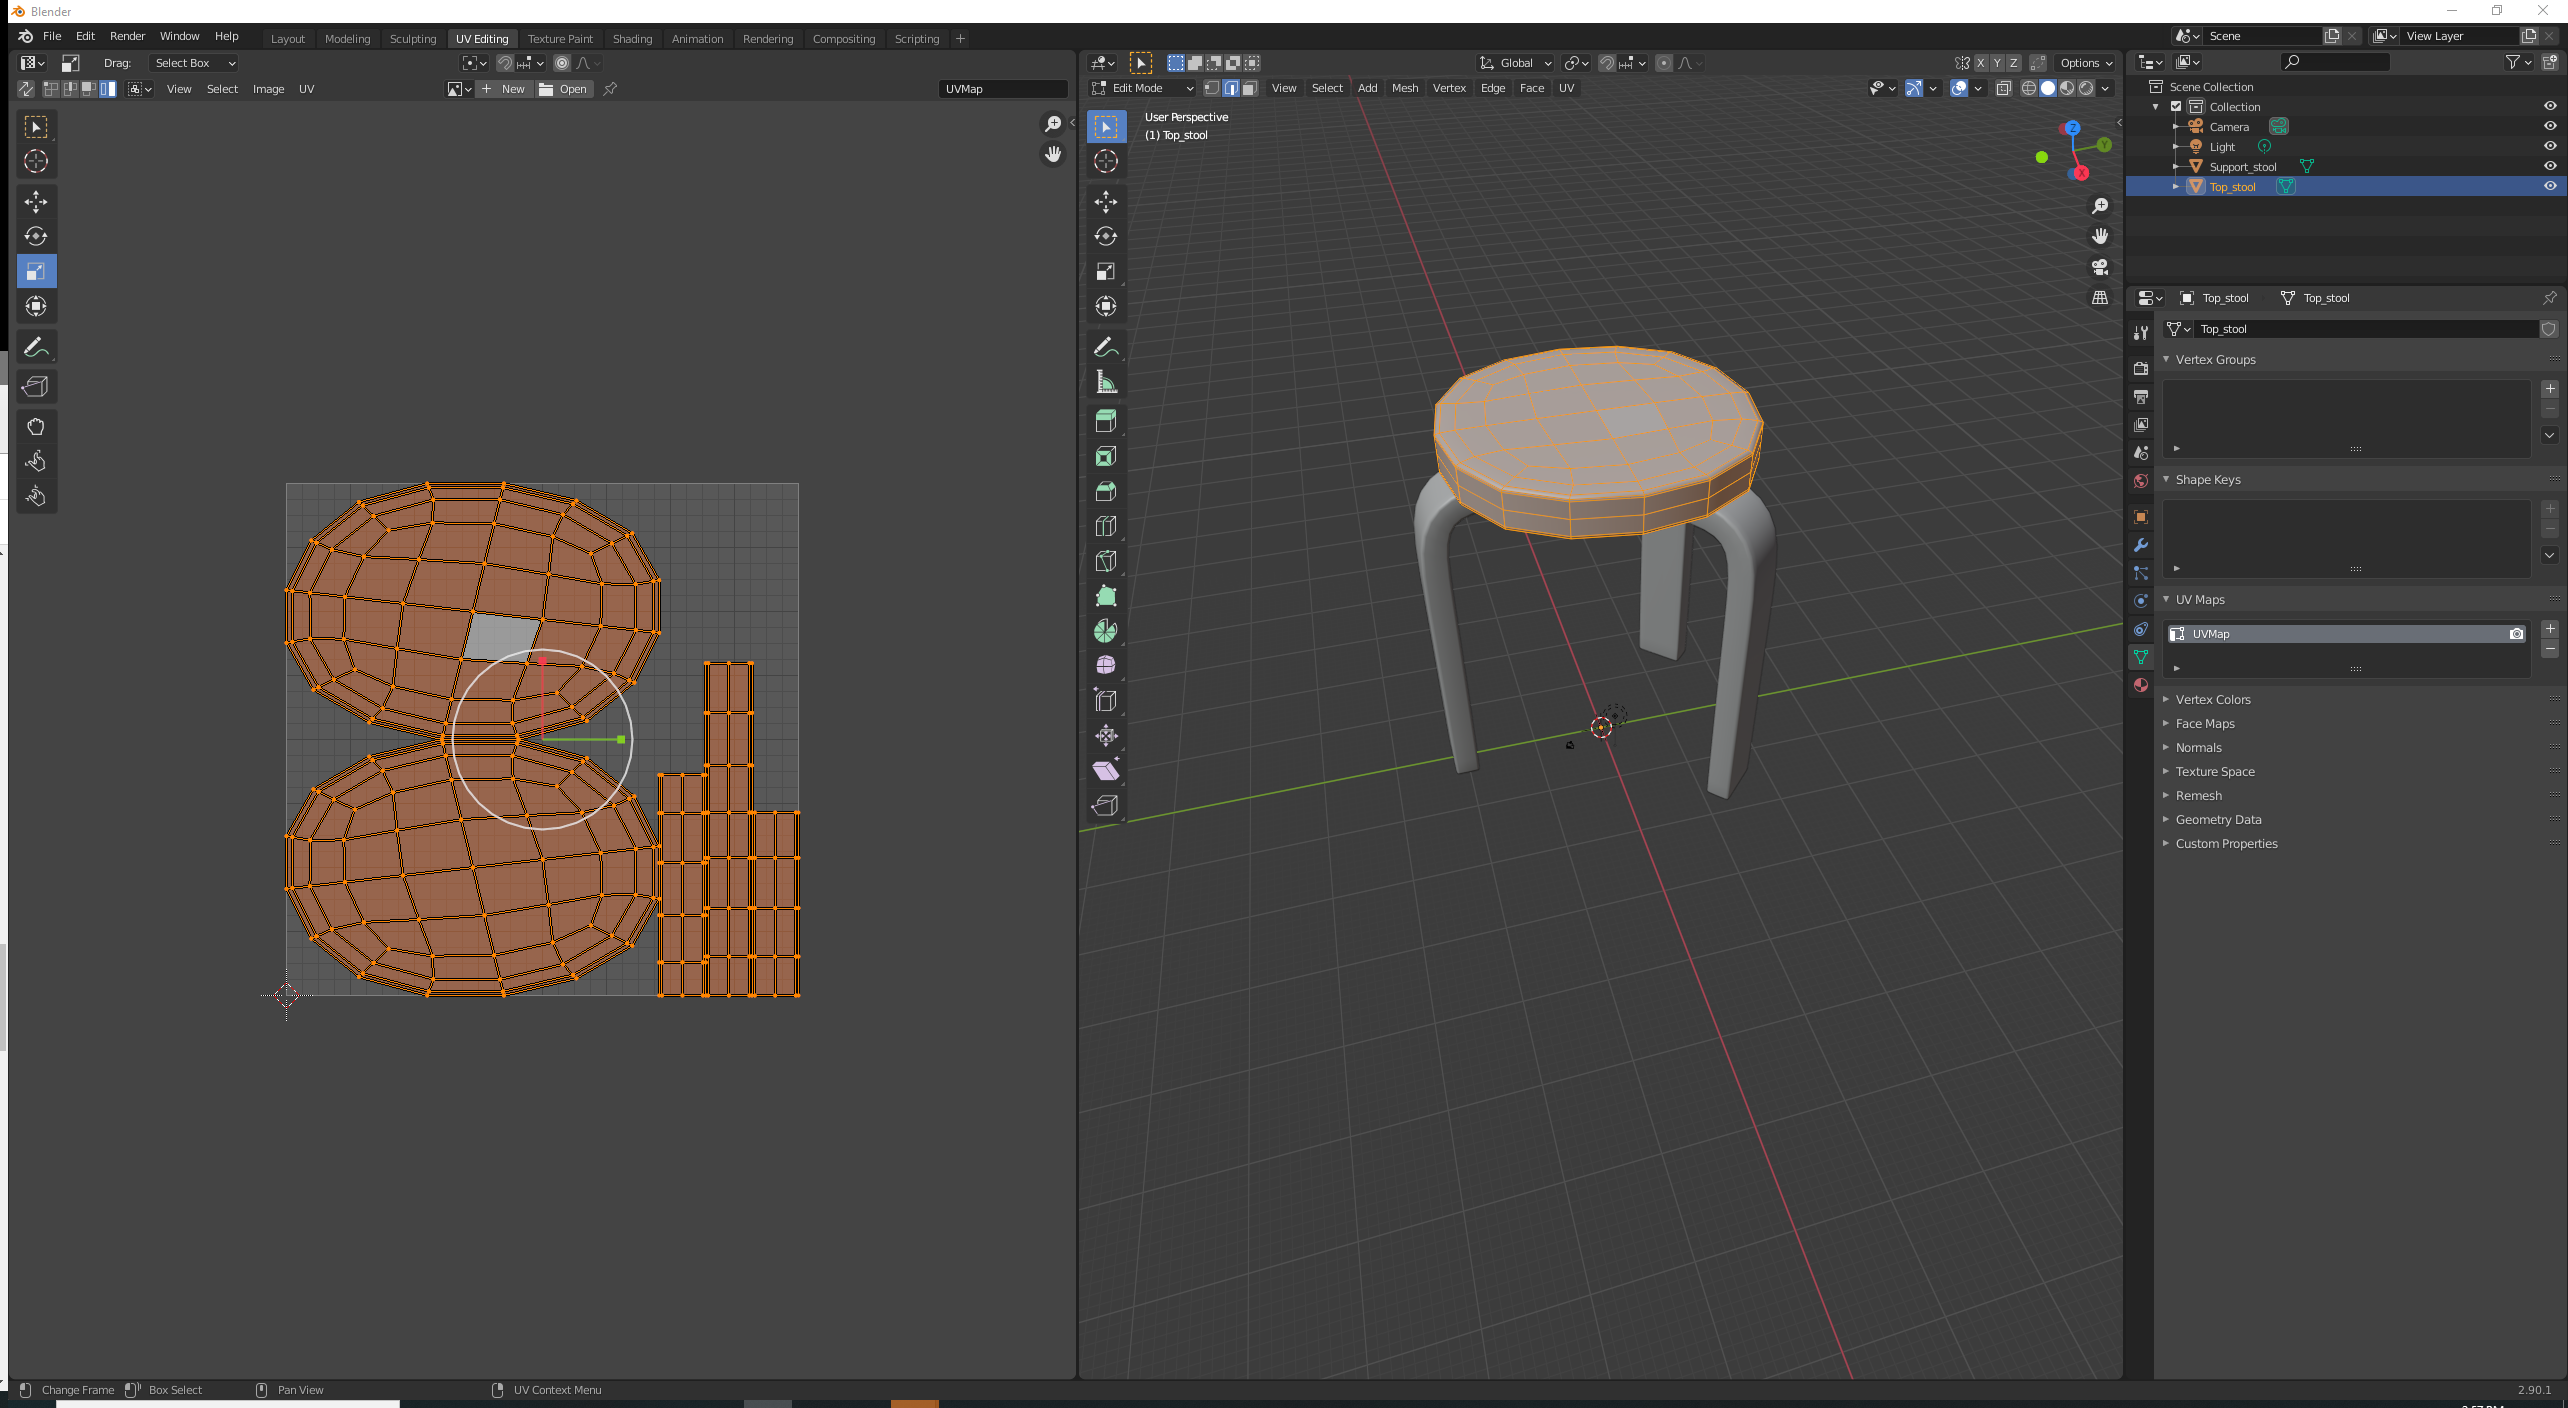 Blender
File Edit Render Window Help Layout Modeling Sculpting UV Editing Texture Paint Shading Animation Rendering Compositing Scripting + Scene View Layer
Drag: Select Box
View Select Image UV + New Open UVMap
Global X Y Z Options
Edit Mode View Select Add Mesh Vertex Edge Face UV
User Perspective
(1) Top_stool
Z
Y
X
Scene Collection
Collection
Camera
Light
Support_stool
Top_stool
Top_stool Top_stool
Top_stool
Vertex Groups
Shape Keys
UV Maps
UVMap
Vertex Colors
Face Maps
Normals
Texture Space
Remesh
Geometry Data
Custom Properties
Change Frame Box Select Pan View UV Context Menu 2.90.1